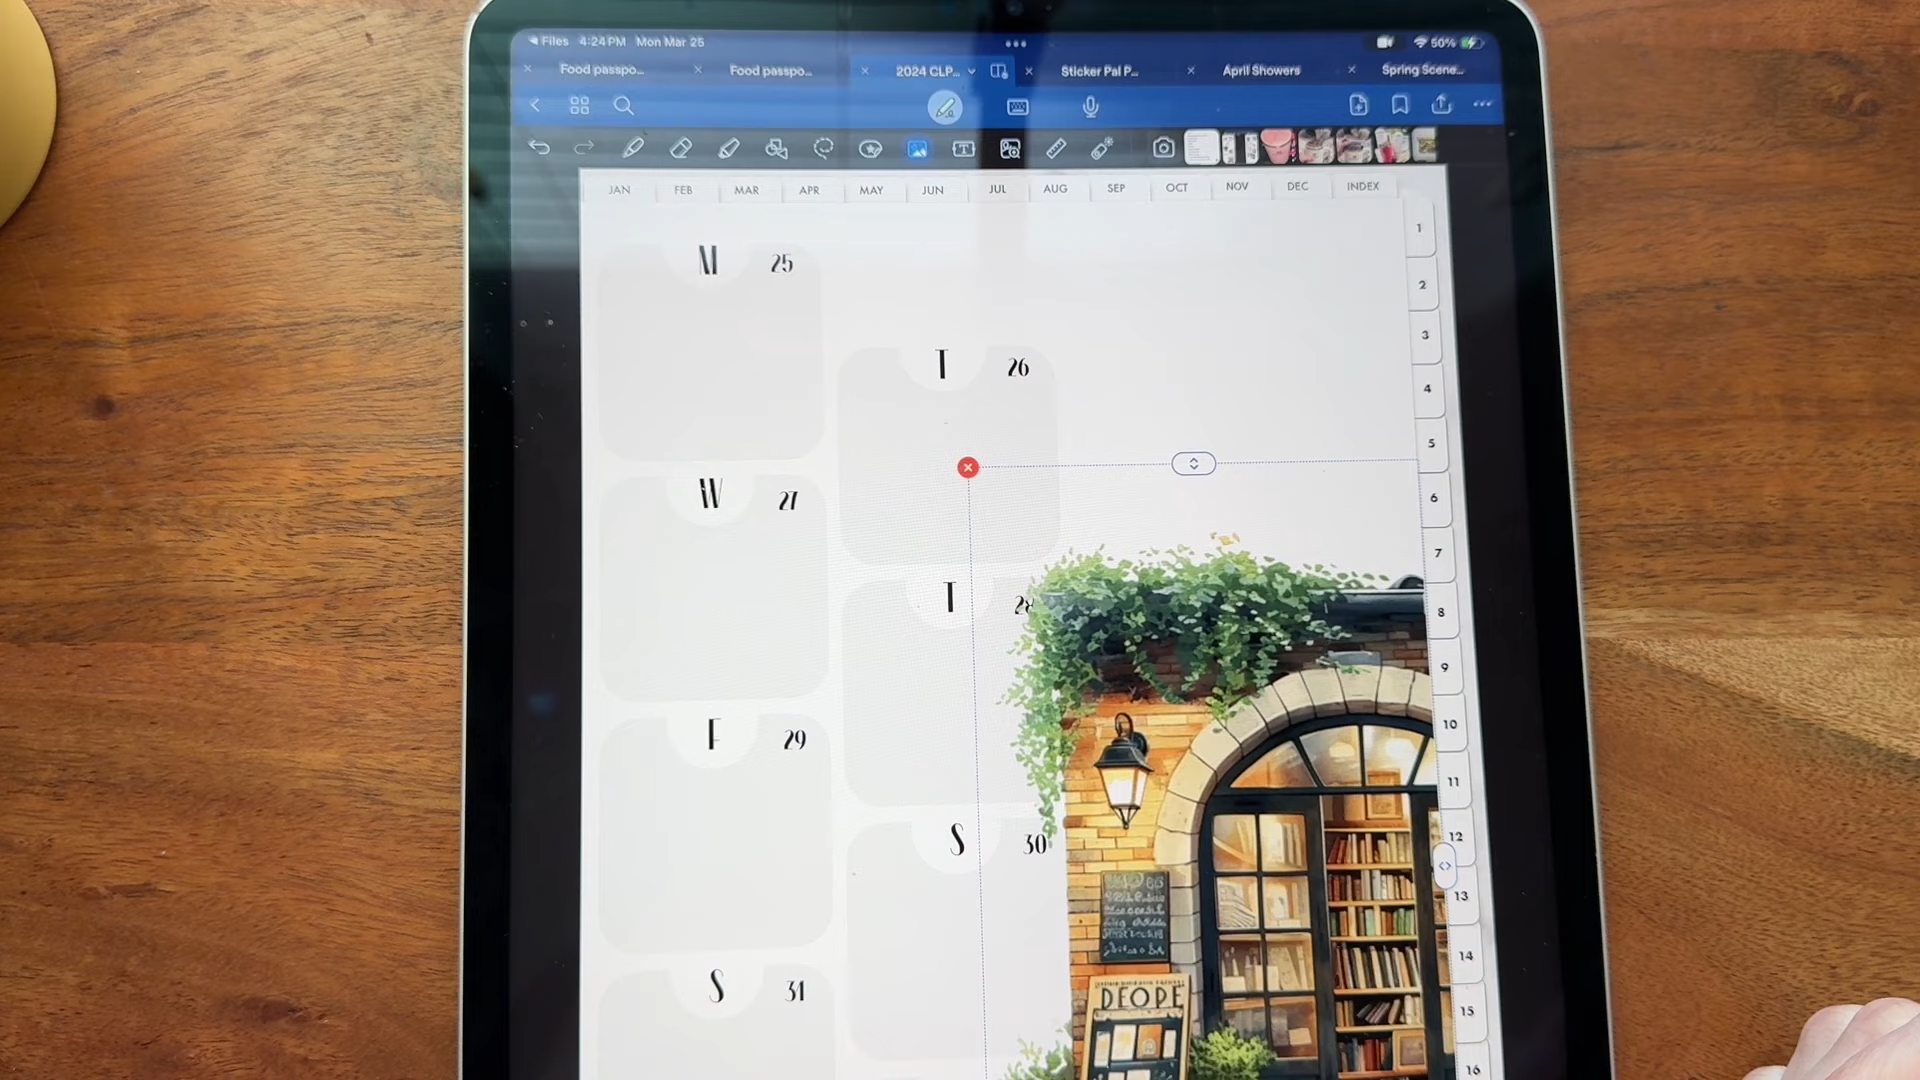 Files 4:24 PM Mon Mar 25 50%
Food passpo... Food passpo... 2024 CLP... Sticker Pal P... April Showers Spring Scene...
JAN FEB MAR APR MAY JUN JUL AUG SEP OCT NOV DEC INDEX
1
M 25
2
3
T 26
4
5
W 27
6
7
T 28
8
9
F 29
10
11
S 30
12
13
14
S 31
DEOPE
15
16